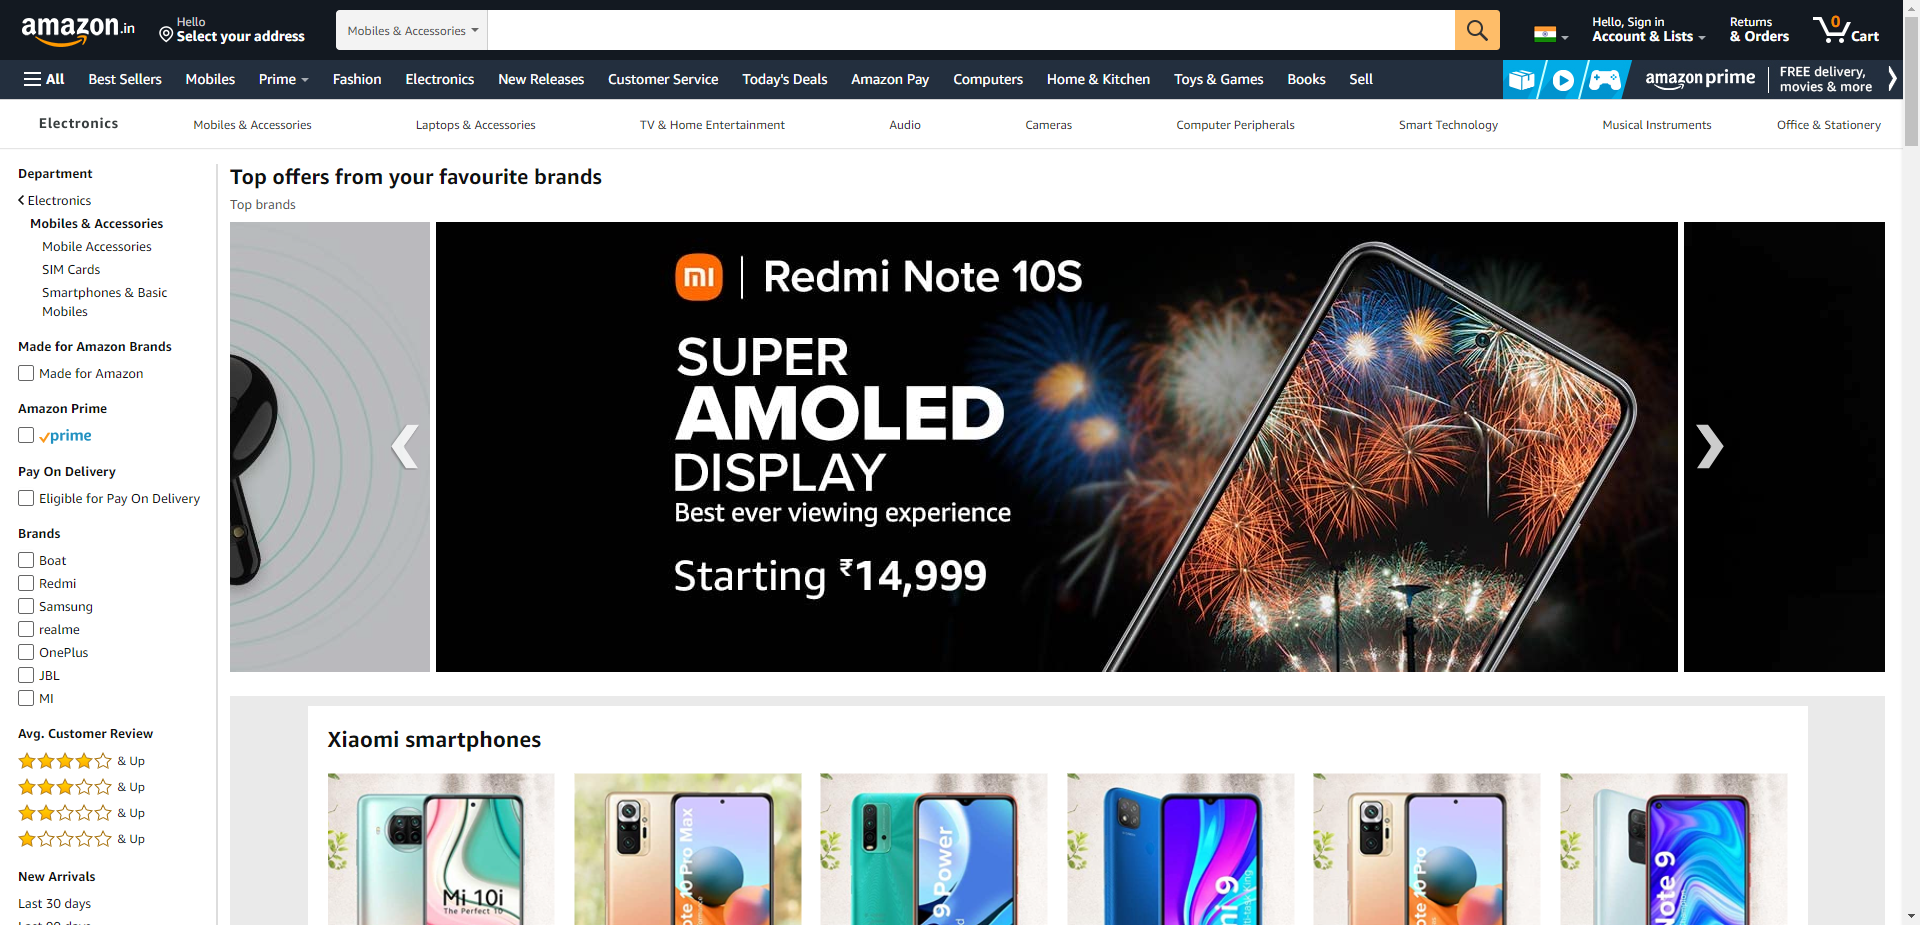 amazon.in
Hello
Select your address
Mobiles & Accessories
Hello, Sign in
Account & Lists
Returns
& Orders
0
Cart
All
Best Sellers
Mobiles
Prime
Fashion
Electronics
New Releases
Customer Service
Today's Deals
Amazon Pay
Computers
Home & Kitchen
Toys & Games
Books
Sell
amazon prime
FREE delivery,
movies & more
Electronics
Mobiles & Accessories
Laptops & Accessories
TV & Home Entertainment
Audio
Cameras
Computer Peripherals
Smart Technology
Musical Instruments
Office & Stationery
Department
Electronics
Mobiles & Accessories
Mobile Accessories
SIM Cards
Smartphones & Basic
Mobiles
Made for Amazon Brands
Made for Amazon
Amazon Prime
prime
Pay On Delivery
Eligible for Pay On Delivery
Brands
Boat
Redmi
Samsung
realme
OnePlus
JBL
MI
Avg. Customer Review
& Up
& Up
& Up
& Up
New Arrivals
Last 30 days
Top offers from your favourite brands
Top brands
mi
Redmi Note 10S
SUPER
AMOLED
DISPLAY
Best ever viewing experience
Starting ₹14,999
Xiaomi smartphones
Mi 10i
The Perfect 10
10 Pro Max
9 Power
9
10 Pro
Note 9